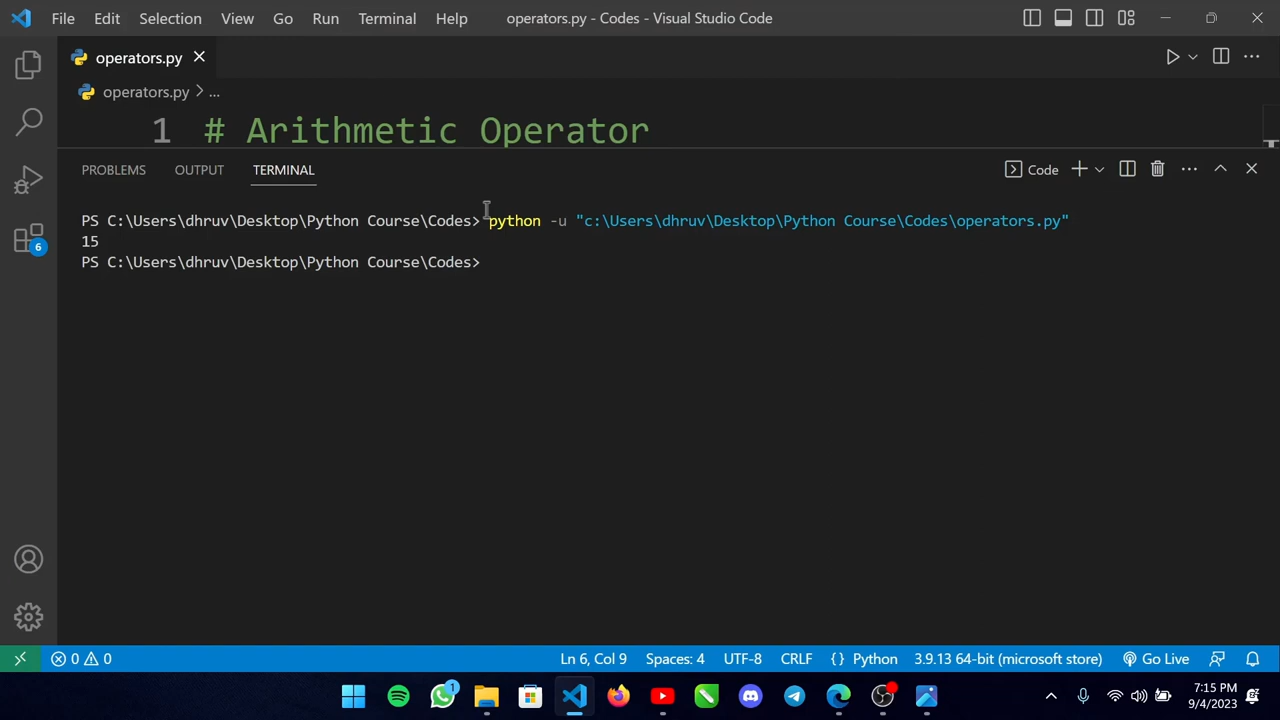 File Edit Selection View Go Run Terminal Help operators.py - Codes - Visual Studio Code
operators.py
operators.py > ...
1 # Arithmetic Operator
PROBLEMS OUTPUT TERMINAL Code
PS C:\Users\dhruv\Desktop\Python Course\Codes> python -u "c:\Users\dhruv\Desktop\Python Course\Codes\operators.py"
15
PS C:\Users\dhruv\Desktop\Python Course\Codes>
6
0 0 Ln 6, Col 9 Spaces: 4 UTF-8 CRLF {} Python 3.9.13 64-bit (microsoft store) Go Live
1
7:15 PM
9/4/2023